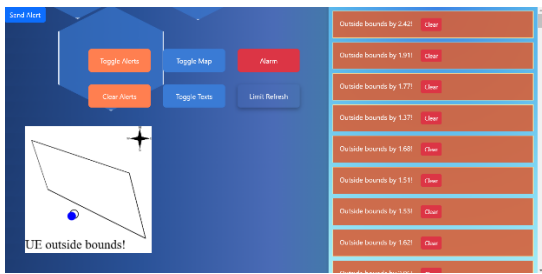 Send Alert
Toggle Alerts
Toggle Map
Alarm
Clear Alerts
Toggle Texts
Limit Refresh
UE outside bounds!
Outside bounds by 2.42! Clear
Outside bounds by 1.91! Clear
Outside bounds by 1.77! Clear
Outside bounds by 1.37! Clear
Outside bounds by 1.68! Clear
Outside bounds by 1.51! Clear
Outside bounds by 1.55! Clear
Outside bounds by 1.62! Clear
Outside bounds by